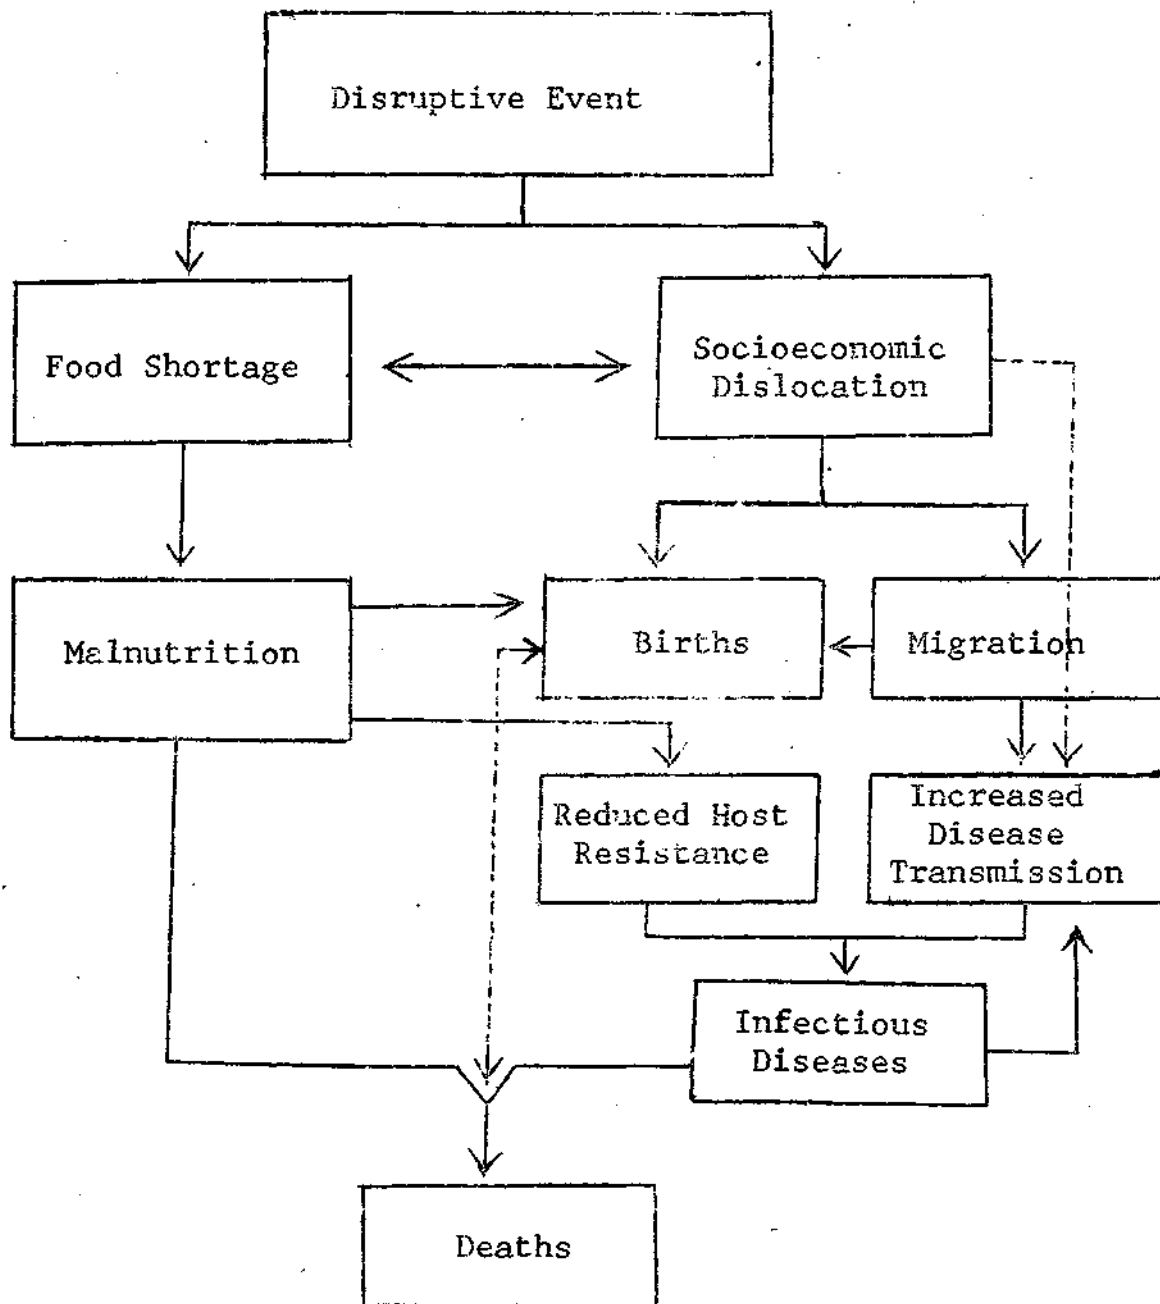 Disruptive Event
Food Shortage
Socioeconomic
Dislocation
Malnutrition
Births
Migration
Reduced Host
Resistance
Increased
Disease
Transmission
Infectious
Diseases
Deaths